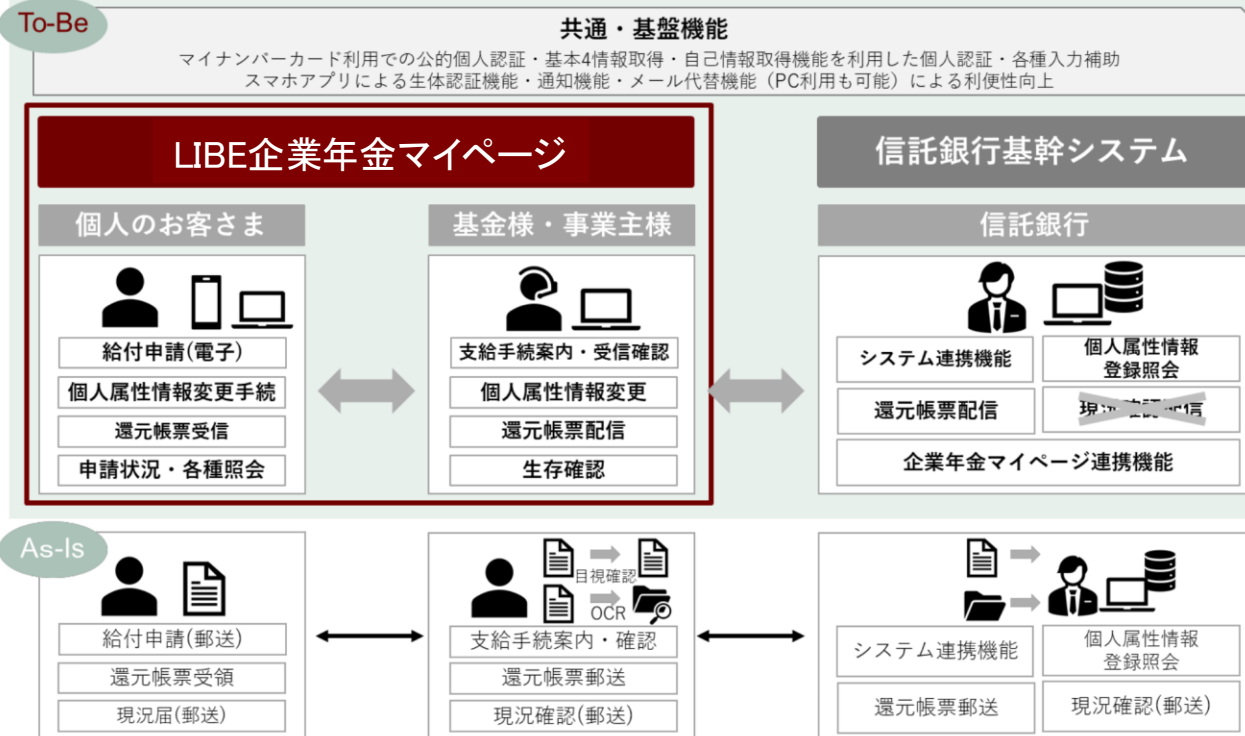 To-Be
共通・基盤機能
マイナンバーカード利用での公的個人認証・基本4情報取得・自己情報取得機能を利用した個人認証・各種入力補助
スマホアプリによる生体認証機能・通知機能・メール代替機能（PC利用も可能）による利便性向上
LIBE企業年金マイページ
信託銀行基幹システム
個人のお客さま
基金様・事業主様
信託銀行
給付申請(電子)
個人属性情報変更手続
還元帳票受信
申請状況・各種照会
支給手続案内・受信確認
個人属性情報変更
還元帳票配信
生存確認
システム連携機能
個人属性情報
登録照会
還元帳票配信
現況確認配信
企業年金マイページ連携機能
As-Is
給付申請(郵送)
還元帳票受領
現況届(郵送)
目視確認
OCR
支給手続案内・確認
還元帳票郵送
現況確認(郵送)
システム連携機能
個人属性情報
登録照会
還元帳票郵送
現況確認(郵送)